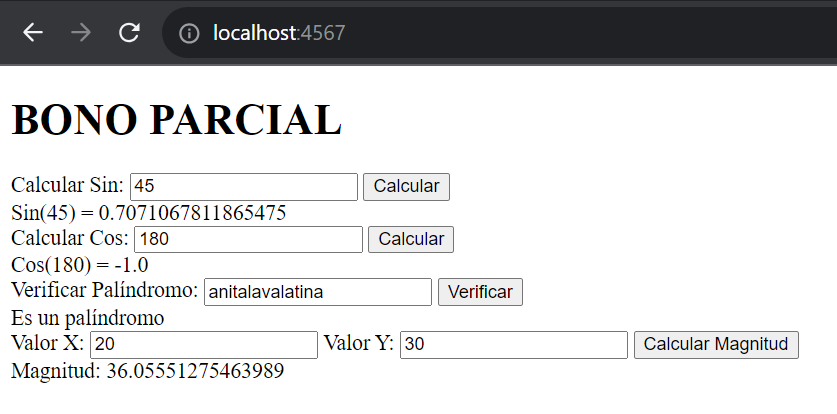 localhost:4567
BONO PARCIAL
Calcular Sin: 45 Calcular
Sin(45) = 0.7071067811865475
Calcular Cos: 180 Calcular
Cos(180) = -1.0
Verificar Palíndromo: anitalavalatina Verificar
Es un palíndromo
Valor X: 20 Valor Y: 30 Calcular Magnitud
Magnitud: 36.05551275463989